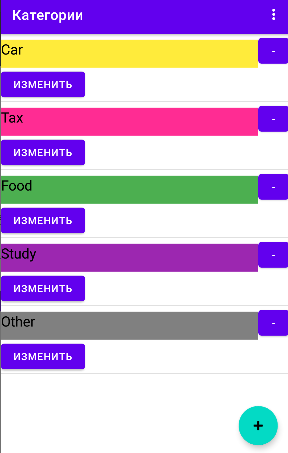 Категории
Car
-
ИЗМЕНИТЬ
Tax
-
ИЗМЕНИТЬ
Food
-
ИЗМЕНИТЬ
Study
-
ИЗМЕНИТЬ
Other
-
ИЗМЕНИТЬ
+